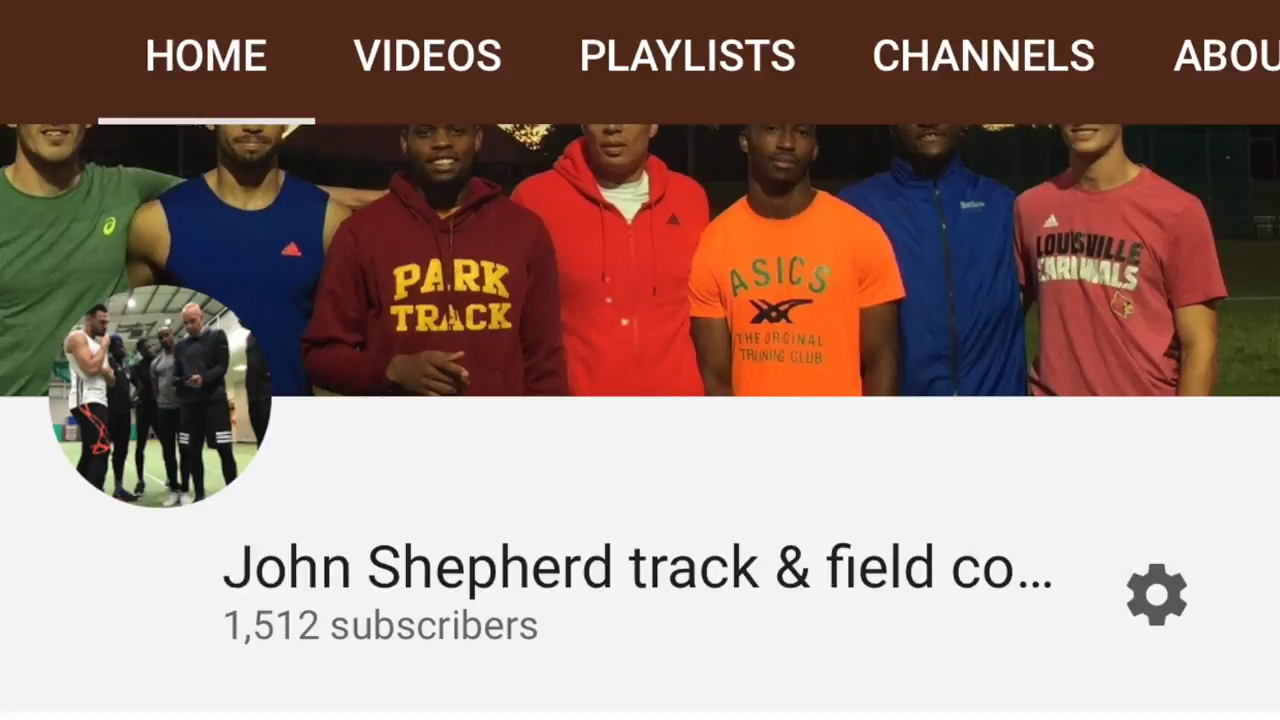 HOME VIDEOS PLAYLISTS CHANNELS ABOU
PARK
TRACK
ASICS
THE ORIGINAL
TRAINING CLUB
LOUISVILLE
CARDINALS
John Shepherd track & field co...
1,512 subscribers